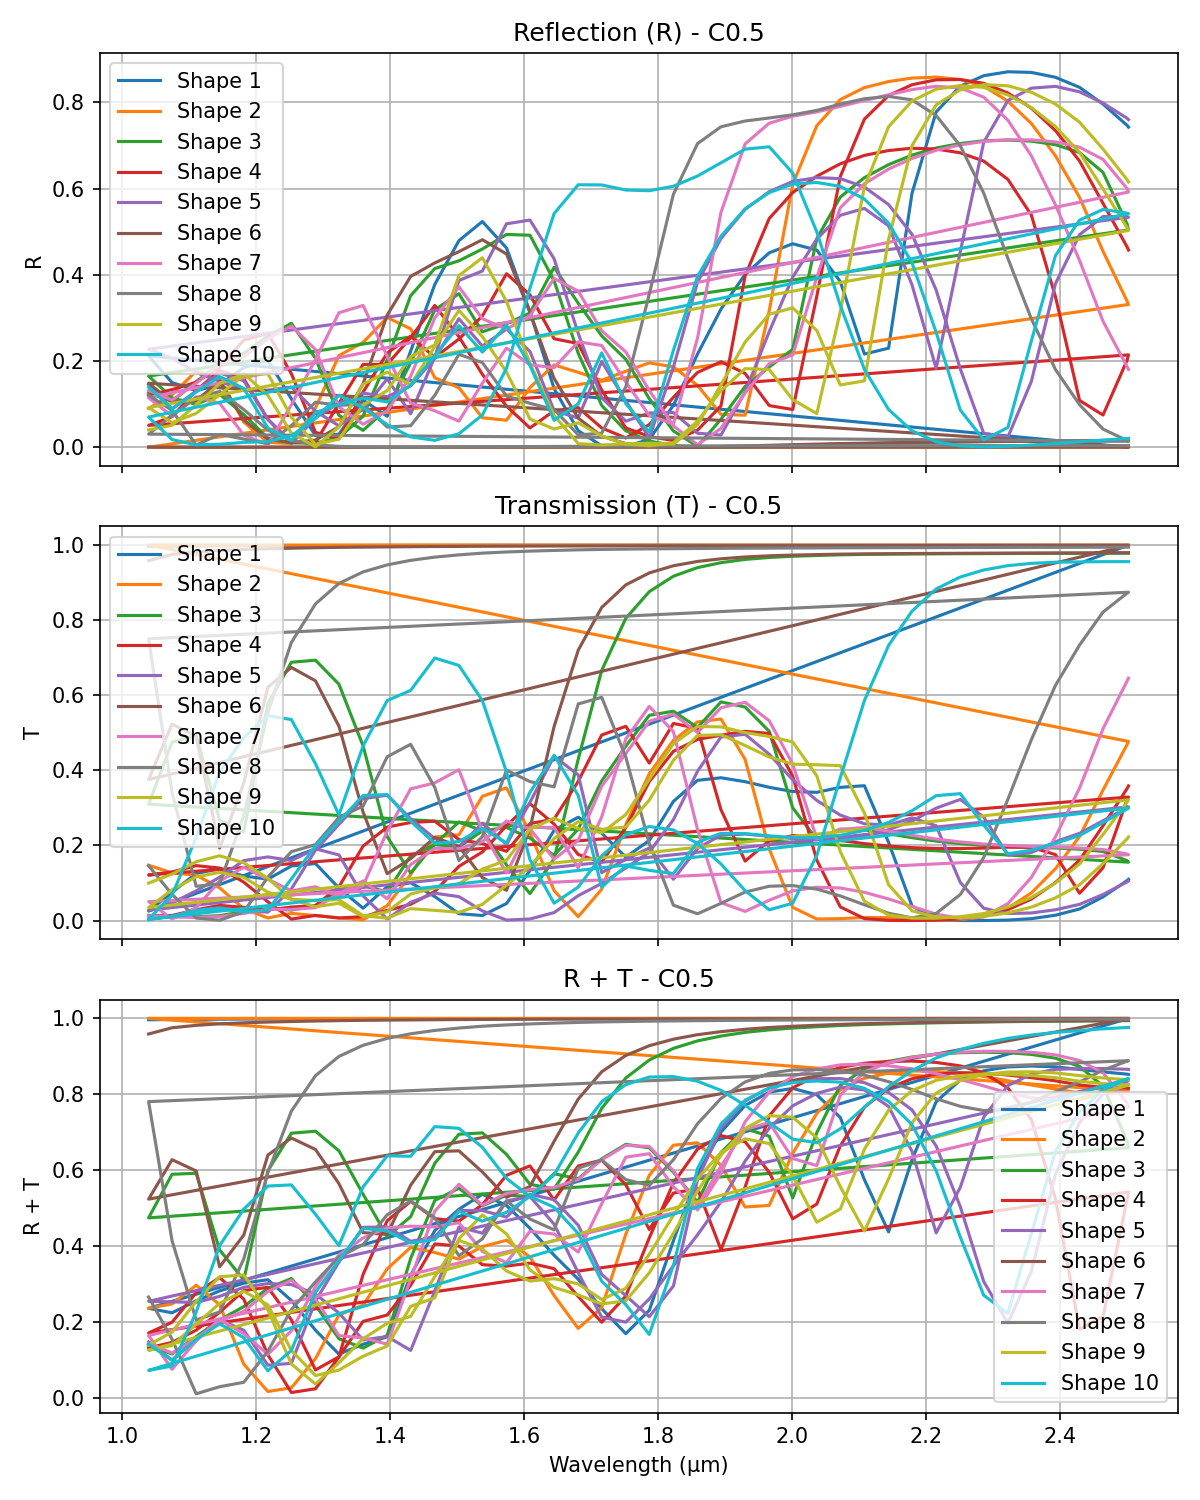 Reflection (R) - C0.5
R
0.8
0.6
0.4
0.2
0.0
Shape 1
Shape 2
Shape 3
Shape 4
Shape 5
Shape 6
Shape 7
Shape 8
Shape 9
Shape 10
Transmission (T) - C0.5
T
1.0
0.8
0.6
0.4
0.2
0.0
Shape 1
Shape 2
Shape 3
Shape 4
Shape 5
Shape 6
Shape 7
Shape 8
Shape 9
Shape 10
R + T - C0.5
R + T
1.0
0.8
0.6
0.4
0.2
0.0
Shape 1
Shape 2
Shape 3
Shape 4
Shape 5
Shape 6
Shape 7
Shape 8
Shape 9
Shape 10
1.0 1.2 1.4 1.6 1.8 2.0 2.2 2.4
Wavelength (μm)